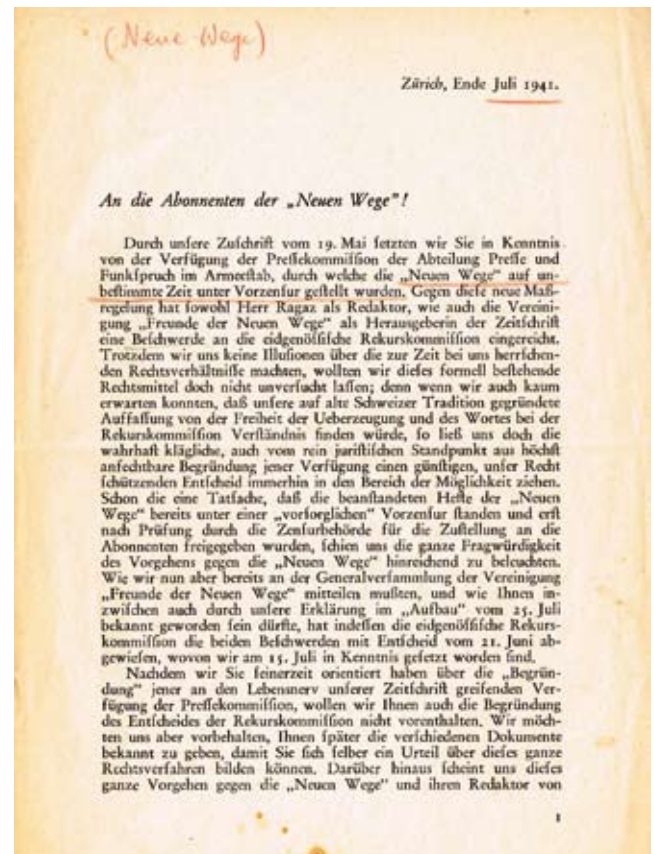 (Neue Wege)
Zürich, Ende Juli 1941.
An die Abonnenten der „Neuen Wege"!
Durch unſere Zuſchrift vom 19. Mai ſetzten wir Sie in Kenntnis
von der Verfügung der Preſſekommiſſion der Abteilung Preſſe und
Funkſpruch im Armeeſtab, durch welche die „Neuen Wege" auf un-
beſtimmte Zeit unter Vorzenſur geſtellt wurden. Gegen dieſe neue Maß-
regelung hat ſowohl Herr Ragaz als Redaktor, wie auch die Vereini-
gung „Freunde der Neuen Wege" als Herausgeberin der Zeitſchrift
eine Beſchwerde an die eidgenöſſiſche Rekurskommiſſion eingereicht.
Trotzdem wir uns keine Illuſionen über die zur Zeit bei uns herrſchen-
den Rechtsverhältniſſe machten, wollten wir dieſes formell beſtehende
Rechtsmittel doch nicht unverſucht laſſen; denn wenn wir auch kaum
erwarten konnten, daß unſere auf alte Schweizer Tradition gegründete
Auffaſſung von der Freiheit der Ueberzeugung und des Wortes bei der
Rekurskommiſſion Verſtändnis finden würde, ſo ließ uns doch die
wahrhaft klägliche, auch vom rein juriſtiſchen Standpunkt aus höchſt
anfechtbare Begründung jener Verfügung einen günſtigen, unſer Recht
ſchützenden Entſcheid immerhin in den Bereich der Möglichkeit ziehen.
Schon die eine Tatſache, daß die beanſtandeten Hefte der „Neuen
Wege" bereits unter einer „vorſorglichen" Vorzenſur ſtanden und erſt
nach Prüfung durch die Zenſurbehörde für die Zuſtellung an die
Abonnenten freigegeben wurden, ſchien uns die ganze Fragwürdigkeit
des Vorgehens gegen die „Neuen Wege" hinreichend zu beleuchten.
Wie wir nun aber bereits an der Generalverſammlung der Vereinigung
„Freunde der Neuen Wege" mitteilen mußten, und wie Ihnen in-
zwiſchen auch durch unſere Erklärung im „Aufbau" vom 25. Juli
bekannt geworden ſein dürfte, hat indeſſen die eidgenöſſiſche Rekurs-
kommiſſion die beiden Beſchwerden mit Entſcheid vom 21. Juni ab-
gewieſen, wovon wir am 15. Juli in Kenntnis geſetzt worden ſind.
Nachdem wir Sie ſeinerzeit orientiert haben über die „Begrün-
dung" jener an den Lebensnerv unſerer Zeitſchrift greifenden Ver-
fügung der Preſſekommiſſion, wollen wir Ihnen auch die Begründung
des Entſcheides der Rekurskommiſſion nicht vorenthalten. Wir möch-
ten uns aber vorbehalten, Ihnen ſpäter die verſchiedenen Dokumente
bekannt zu geben, damit Sie ſich ſelber ein Urteil über dieſes ganze
Rechtsverfahren bilden können. Darüber hinaus ſcheint uns dieſes
ganze Vorgehen gegen die „Neuen Wege" und ihren Redaktor von
1